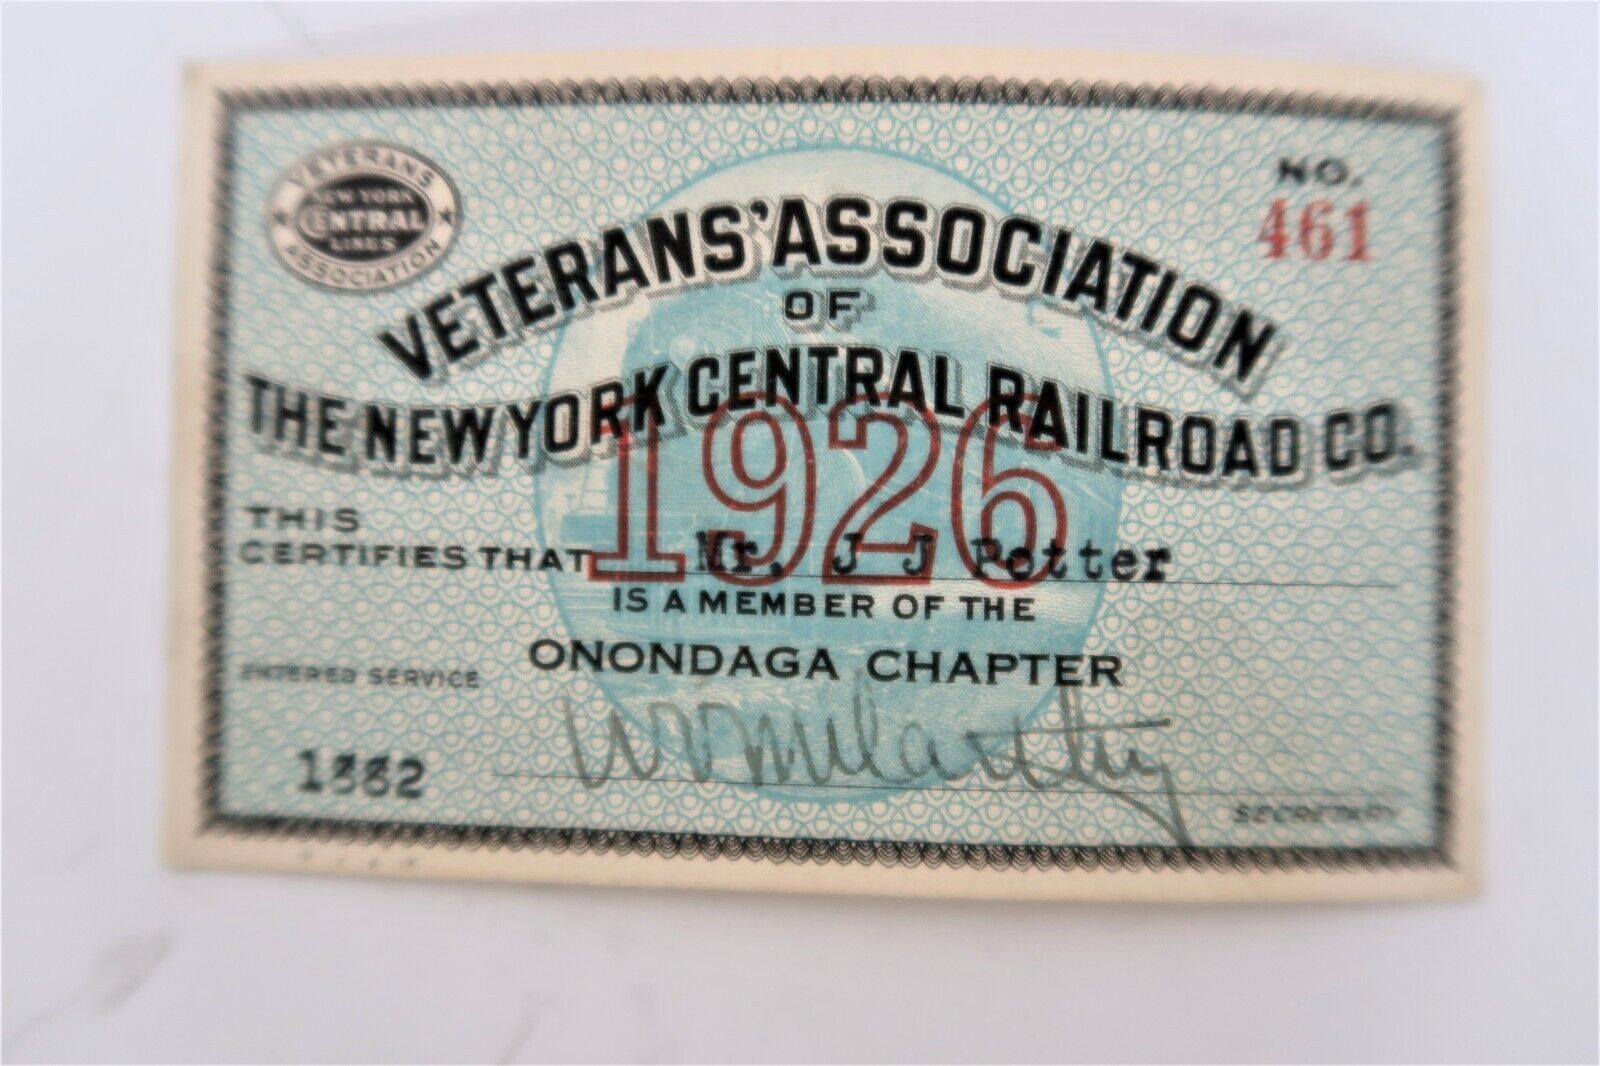 VETERANS
NEW YORK
CENTRAL
LINES
ASSOCIATION
NO.
461
VETERANS' ASSOCIATION
OF
THE NEW YORK CENTRAL RAILROAD CO.
1926
THIS
CERTIFIES THAT Mr. J J Potter
IS A MEMBER OF THE
ONONDAGA CHAPTER
ENTERED SERVICE
1882
W D McCarthy
SECRETARY